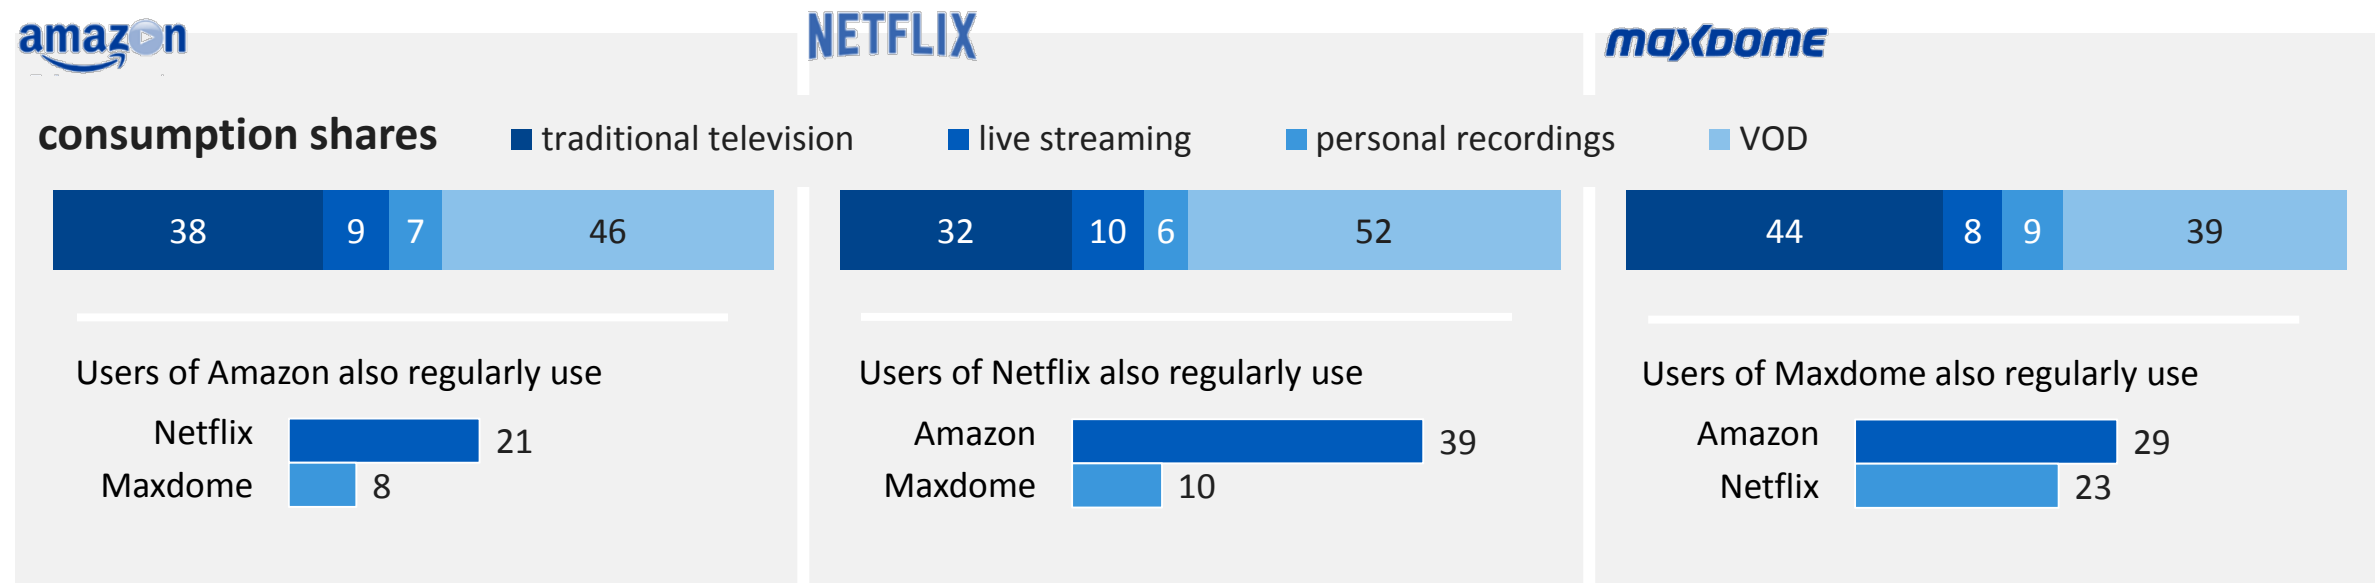 amazon
NETFLIX
maxdome
consumption shares
traditional television
live streaming
personal recordings
VOD
38 9 7 46
32 10 6 52
44 8 9 39
Users of Amazon also regularly use
Netflix 21
Maxdome 8
Users of Netflix also regularly use
Amazon 39
Maxdome 10
Users of Maxdome also regularly use
Amazon 29
Netflix 23